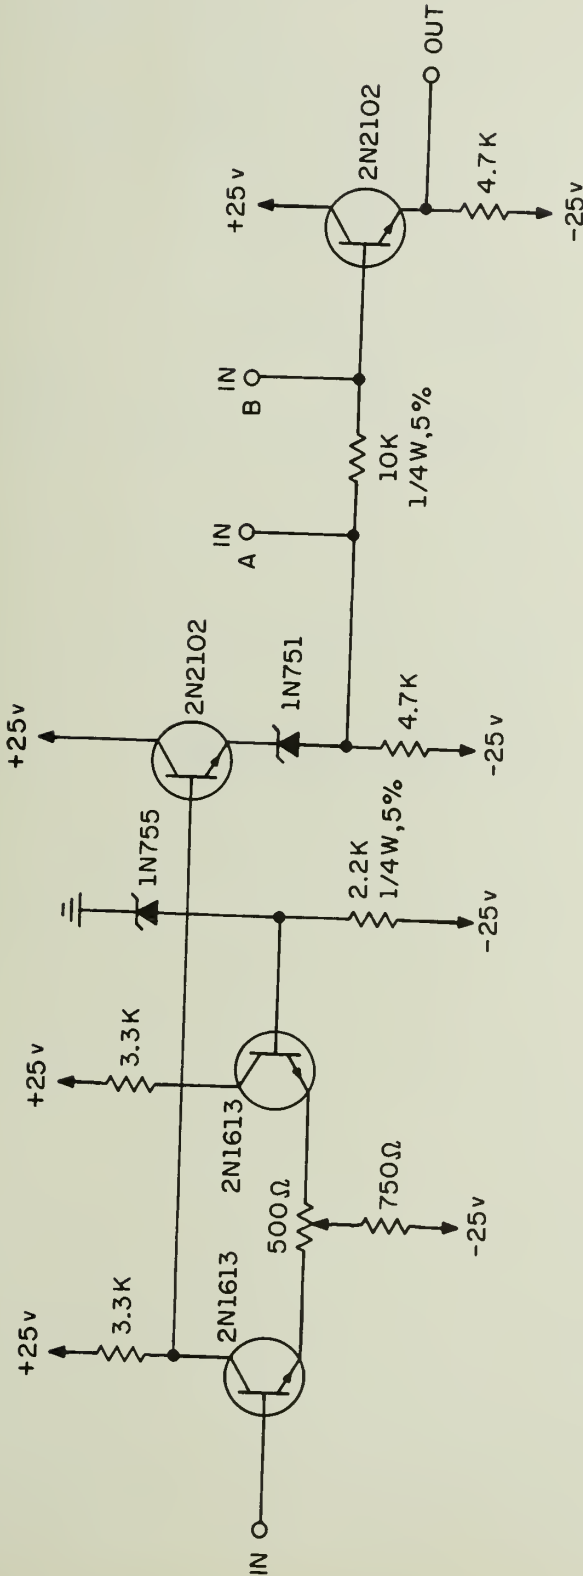 IN
+25v
3.3K
2N1613
500Ω
750Ω
-25v
+25v
3.3K
2N1613
1N755
2.2K
1/4W,5%
-25v
+25v
2N2102
1N751
4.7K
-25v
IN
A
10K
1/4W,5%
IN
B
+25v
2N2102
OUT
4.7K
-25v